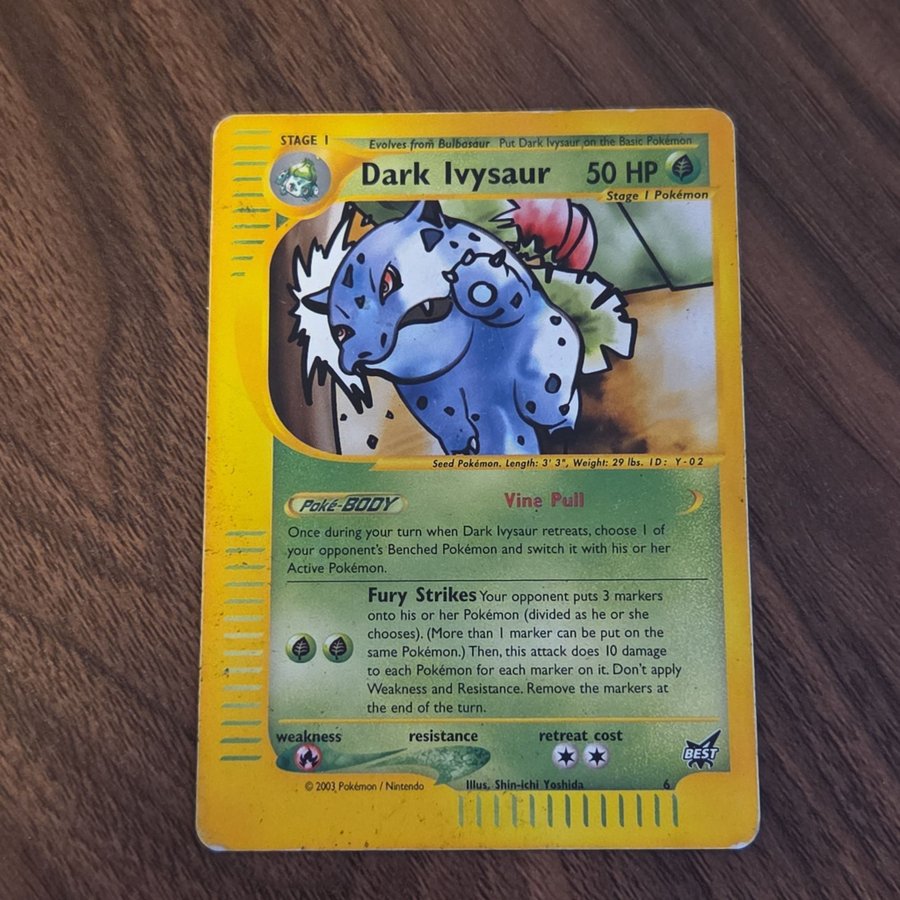 STAGE 1
Evolves from Bulbasaur Put Dark Ivysaur on the Basic Pokémon
Dark Ivysaur 50 HP
Stage 1 Pokémon
Seed Pokémon. Length: 3' 3", Weight: 29 lbs. ID: Y-02
Poké-BODY Vine Pull
Once during your turn when Dark Ivysaur retreats, choose 1 of
your opponent's Benched Pokémon and switch it with his or her
Active Pokémon.
Fury Strikes Your opponent puts 3 markers
onto his or her Pokémon (divided as he or she
chooses). (More than 1 marker can be put on the
same Pokémon.) Then, this attack does 10 damage
to each Pokémon for each marker on it. Don't apply
Weakness and Resistance. Remove the markers at
the end of the turn.
weakness resistance retreat cost
BEST
© 2003 Pokémon / Nintendo Illus. Shin-ichi Yoshida 6